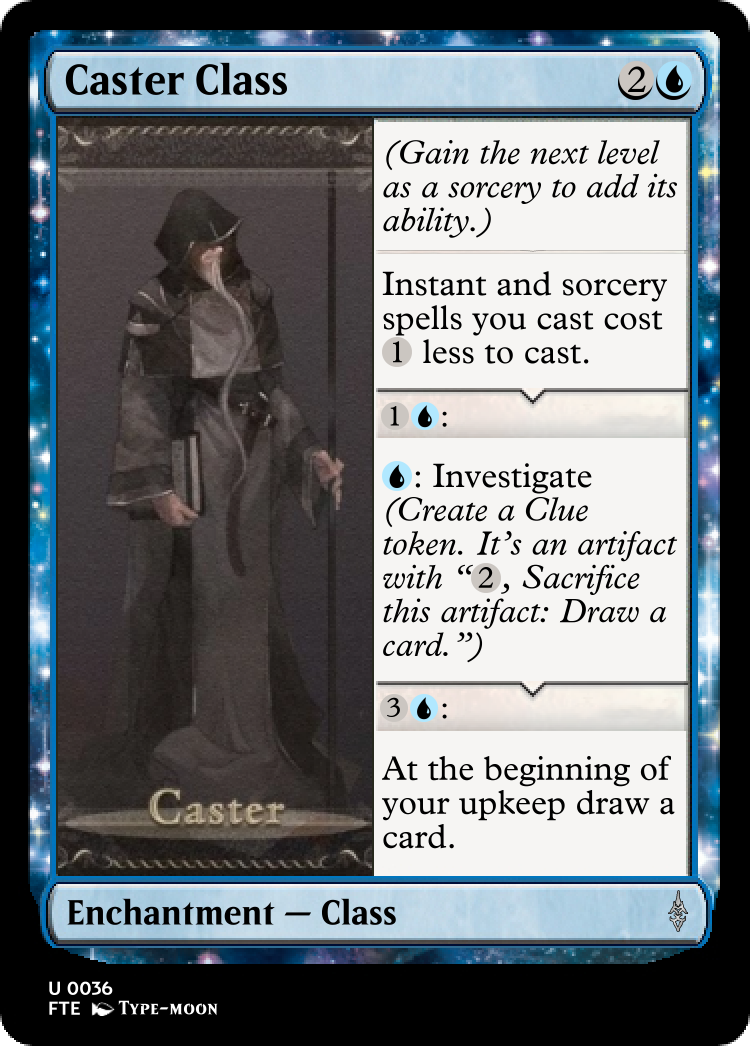 Caster Class 2
(Gain the next level
as a sorcery to add its
ability.)
Instant and sorcery
spells you cast cost
1 less to cast.
1 :
: Investigate
(Create a Clue
token. It's an artifact
with “2, Sacrifice
this artifact: Draw a
card.”)
3 :
At the beginning of
your upkeep draw a
card.
Caster
Enchantment — Class
U 0036
FTE Type-moon